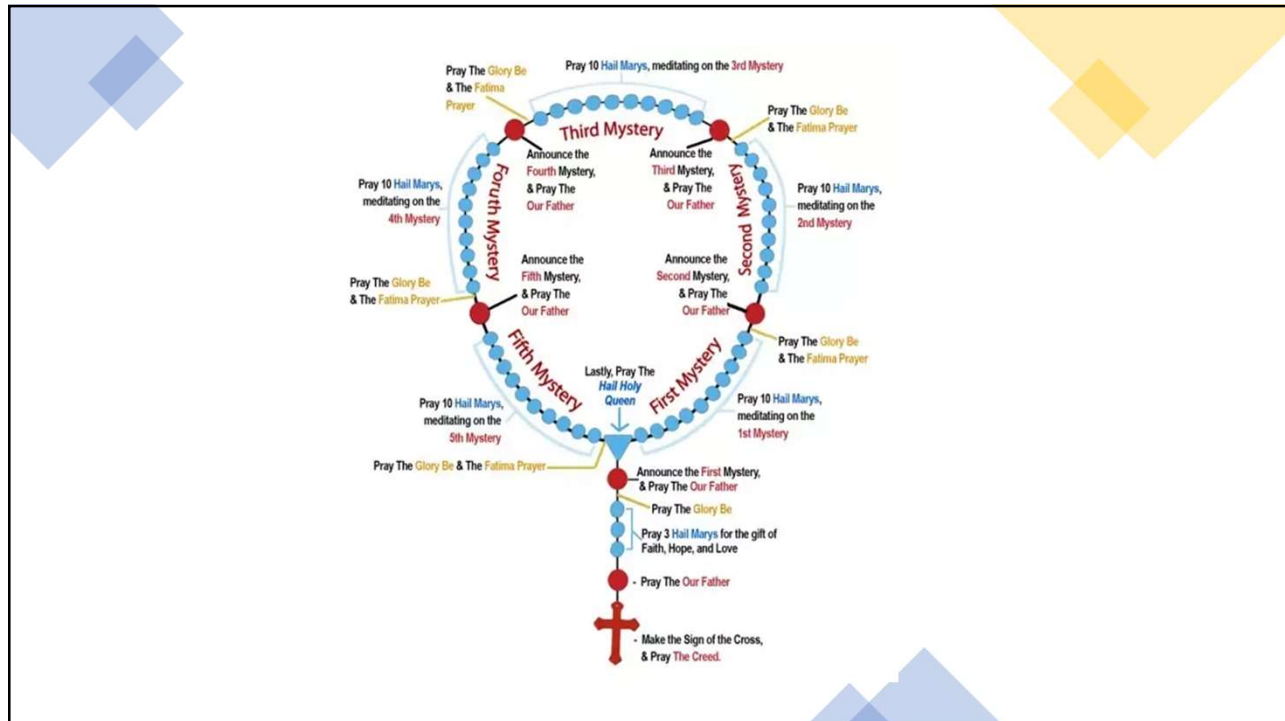 Pray 10 Hail Marys, meditating on the 3rd Mystery
Pray The Glory Be
& The Fatima
Prayer
Pray The Glory Be
& The Fatima Prayer
Third Mystery
Announce the
Fourth Mystery,
& Pray The
Our Father
Announce the
Third Mystery,
& Pray The
Our Father
Pray 10 Hail Marys,
meditating on the
4th Mystery
Foruth Mystery
Second Mystery
Pray 10 Hail Marys,
meditating on the
2nd Mystery
Announce the
Fifth Mystery,
& Pray The
Our Father
Announce the
Second Mystery,
& Pray The
Our Father
Pray The Glory Be
& The Fatima Prayer
Pray The Glory Be
& The Fatima Prayer
Fifth Mystery
Lastly, Pray The
Hail Holy
Queen
First Mystery
Pray 10 Hail Marys,
meditating on the
5th Mystery
Pray 10 Hail Marys,
meditating on the
1st Mystery
Pray The Glory Be & The Fatima Prayer
Announce the First Mystery,
& Pray The Our Father
Pray The Glory Be
Pray 3 Hail Marys for the gift of
Faith, Hope, and Love
- Pray The Our Father
- Make the Sign of the Cross,
& Pray The Creed.